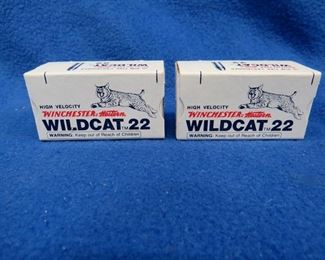 HIGH VELOCITY
WINCHESTER Western
WILDCAT 22
WARNING: Keep out of Reach of Children
HIGH VELOCITY
WINCHESTER Western
WILDCAT 22
WARNING: Keep out of Reach of Children